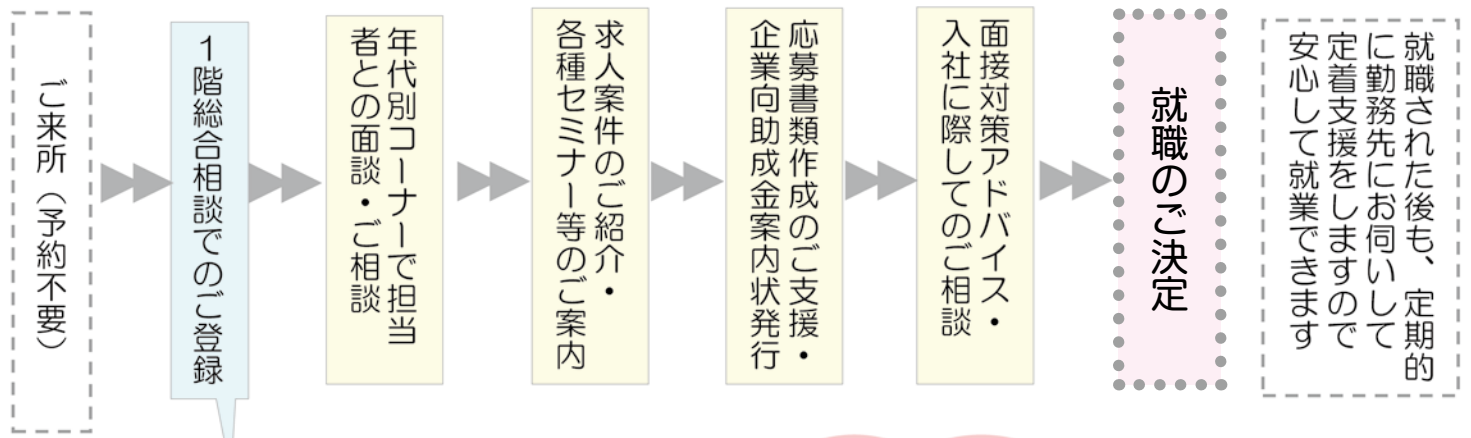 ご来所（予約不要）
１階総合相談でのご登録
年代別コーナーで担当
者との面談・ご相談
求人案件のご紹介・
各種セミナー等のご案内
応募書類作成のご支援・
企業向助成金案内状発行
面接対策アドバイス・
入社に際してのご相談
就職のご決定
就職された後も、定期的
に勤務先にお伺いして
定着支援をしますので
安心して就業できます